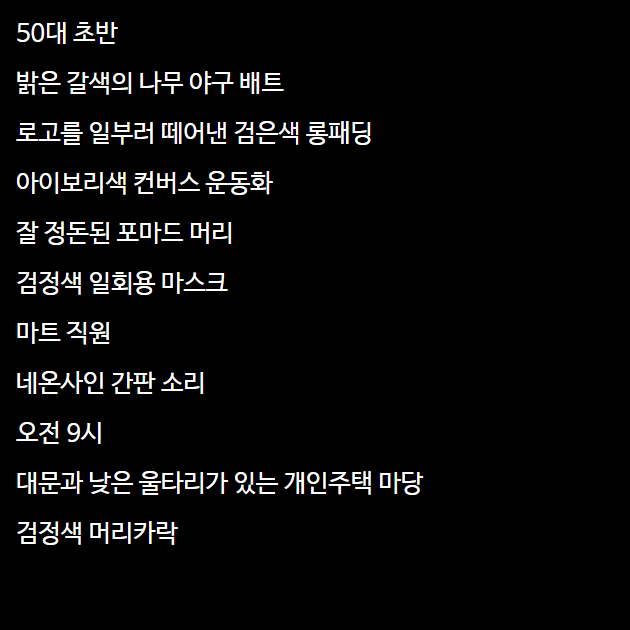 50대 초반
밝은 갈색의 나무 야구 배트
로고를 일부러 떼어낸 검은색 롱패딩
아이보리색 컨버스 운동화
잘 정돈된 포마드 머리
검정색 일회용 마스크
마트 직원
네온사인 간판 소리
오전 9시
대문과 낮은 울타리가 있는 개인주택 마당
검정색 머리카락